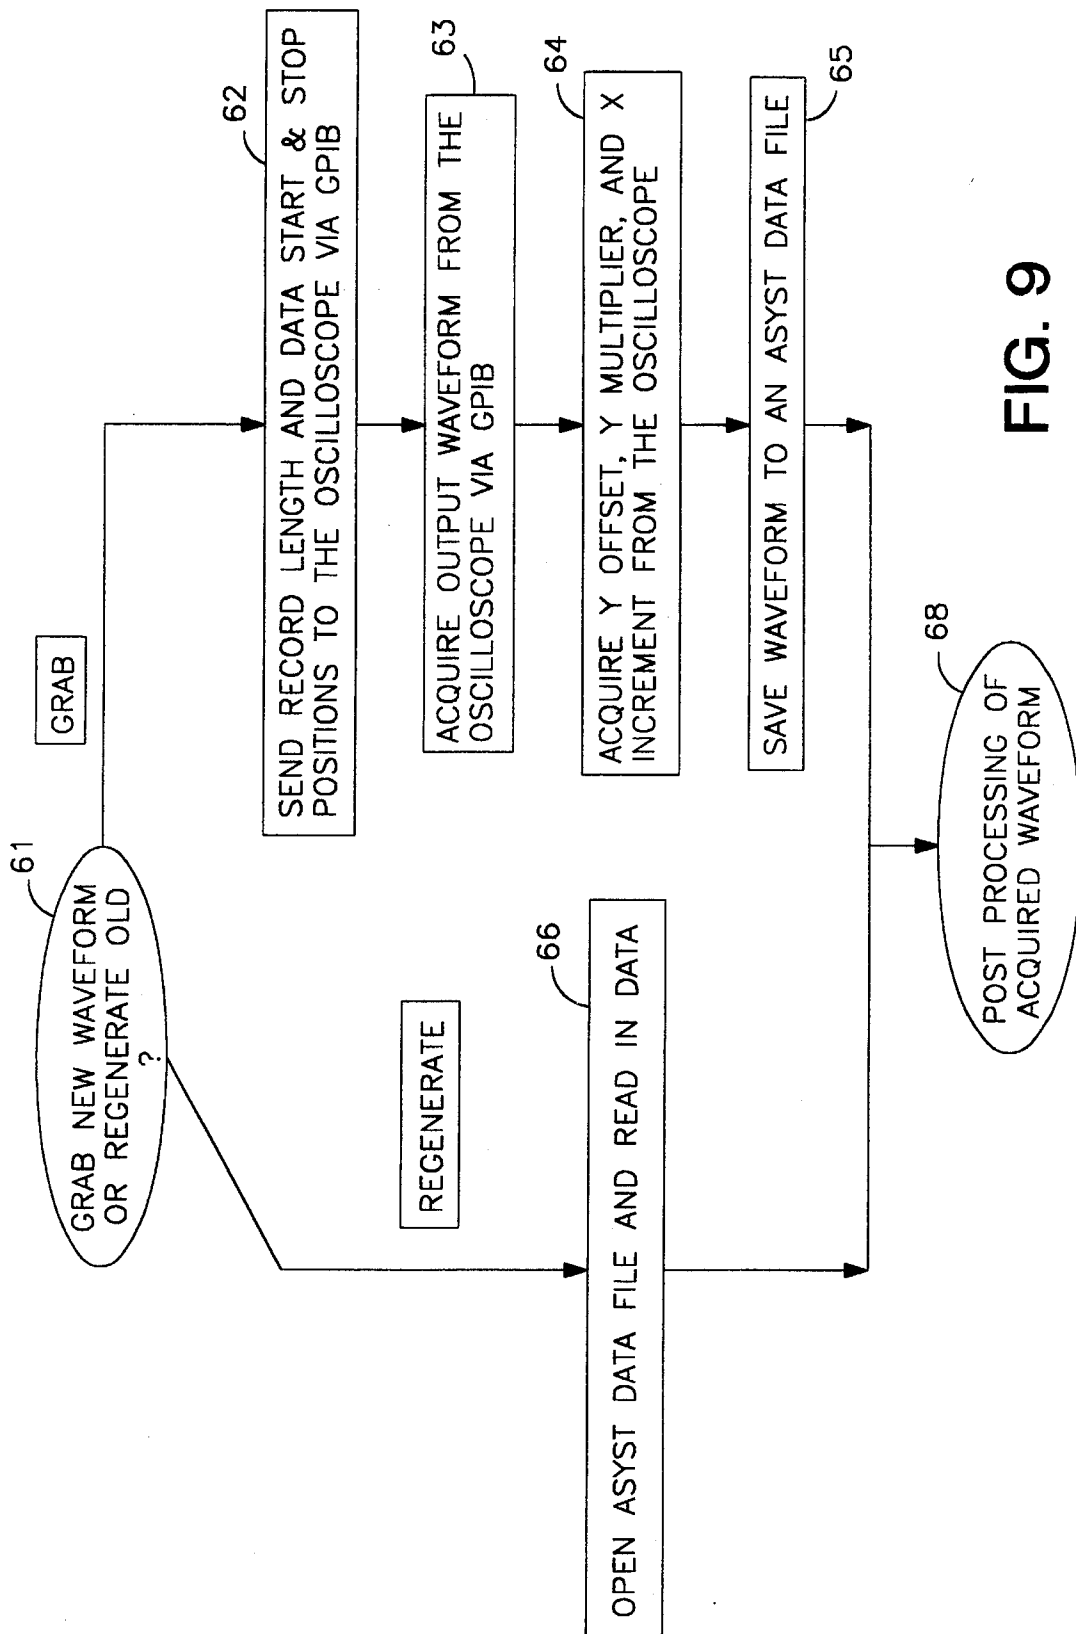 61
GRAB NEW WAVEFORM
OR REGENERATE OLD
?
GRAB
62
SEND RECORD LENGTH AND DATA START & STOP
POSITIONS TO THE OSCILLOSCOPE VIA GPIB
63
ACQUIRE OUTPUT WAVEFORM FROM THE
OSCILLOSCOPE VIA GPIB
64
ACQUIRE Y OFFSET, Y MULTIPLIER, AND X
INCREMENT FROM THE OSCILLOSCOPE
65
SAVE WAVEFORM TO AN ASYST DATA FILE
REGENERATE
66
OPEN ASYST DATA FILE AND READ IN DATA
68
POST PROCESSING OF
ACQUIRED WAVEFORM
FIG. 9